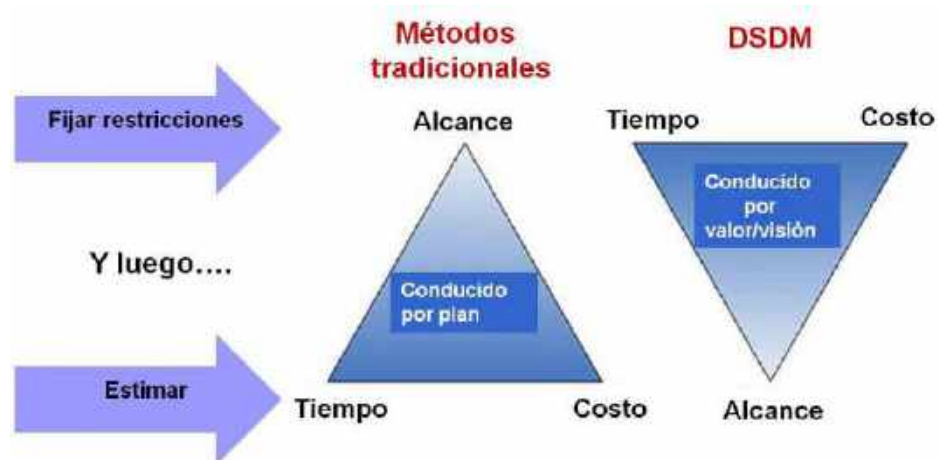 Métodos
tradicionales
DSDM
Fijar restricciones
Alcance
Tiempo
Costo
Conducido
por
valor/visión
Y luego....
Conducido
por plan
Estimar
Tiempo
Costo
Alcance